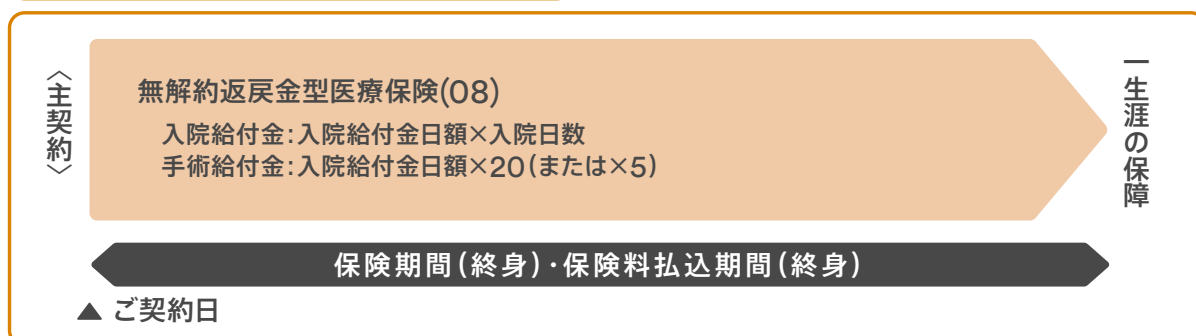 〈主契約〉
無解約返戻金型医療保険(08)
入院給付金:入院給付金日額×入院日数
手術給付金:入院給付金日額×20(または×5)
一生涯の保障
保険期間(終身)・保険料払込期間(終身)
▲ ご契約日